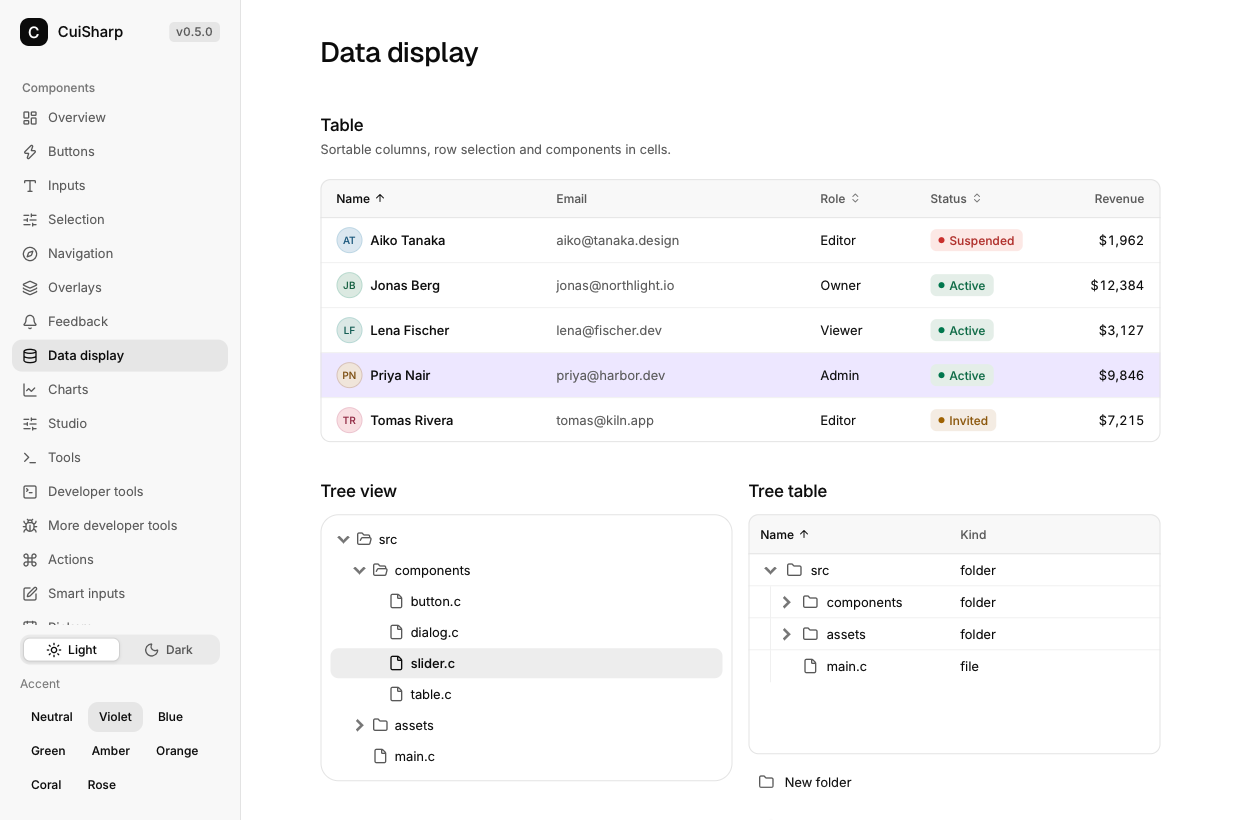 C CuiSharp v0.5.0
Components
Overview
Buttons
Inputs
Selection
Navigation
Overlays
Feedback
Data display
Charts
Studio
Tools
Developer tools
More developer tools
Actions
Smart inputs
Light Dark
Accent
Neutral Violet Blue
Green Amber Orange
Coral Rose
Data display
Table
Sortable columns, row selection and components in cells.
Name Email Role Status Revenue
AT Aiko Tanaka aiko@tanaka.design Editor Suspended $1,962
JB Jonas Berg jonas@northlight.io Owner Active $12,384
LF Lena Fischer lena@fischer.dev Viewer Active $3,127
PN Priya Nair priya@harbor.dev Admin Active $9,846
TR Tomas Rivera tomas@kiln.app Editor Invited $7,215
Tree view
src
components
button.c
dialog.c
slider.c
table.c
assets
main.c
Tree table
Name Kind
src folder
components folder
assets folder
main.c file
New folder